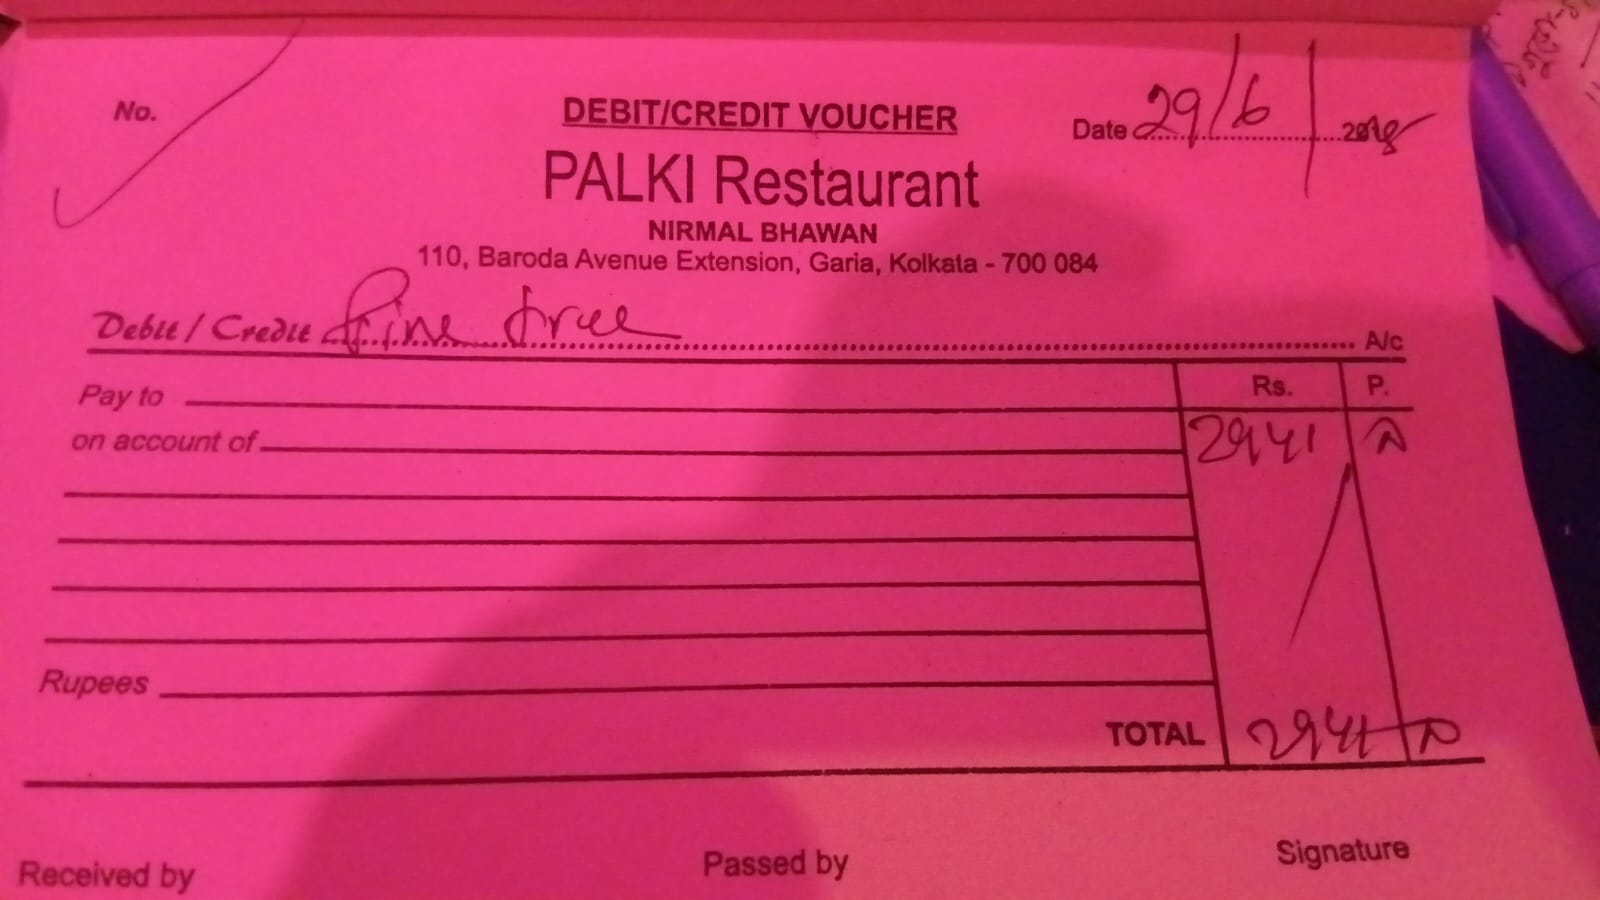 No.
DEBIT/CREDIT VOUCHER
Date 29/6/2018
PALKI Restaurant
NIRMAL BHAWAN
110, Baroda Avenue Extension, Garia, Kolkata - 700 084
Debit / Credit Pine tree A/c
Rs. P.
Pay to
on account of 2941
Rupees
TOTAL 2941
Received by Passed by Signature